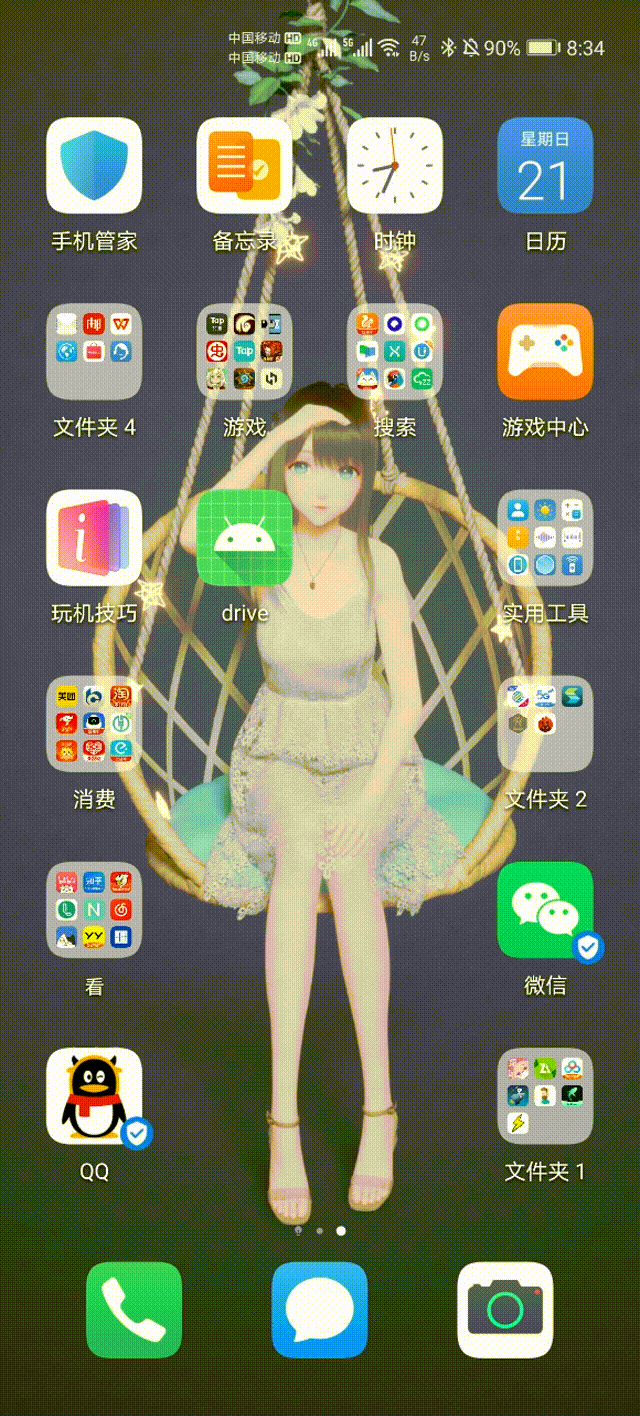 中国移动 HD 4G 5G 47 B/s 90% 8:34
中国移动 HD
星期日
21
手机管家 备忘录 时钟 日历
文件夹 4 游戏 搜索 游戏中心
玩机技巧 drive 实用工具
消费 文件夹 2
看 微信
QQ 文件夹 1